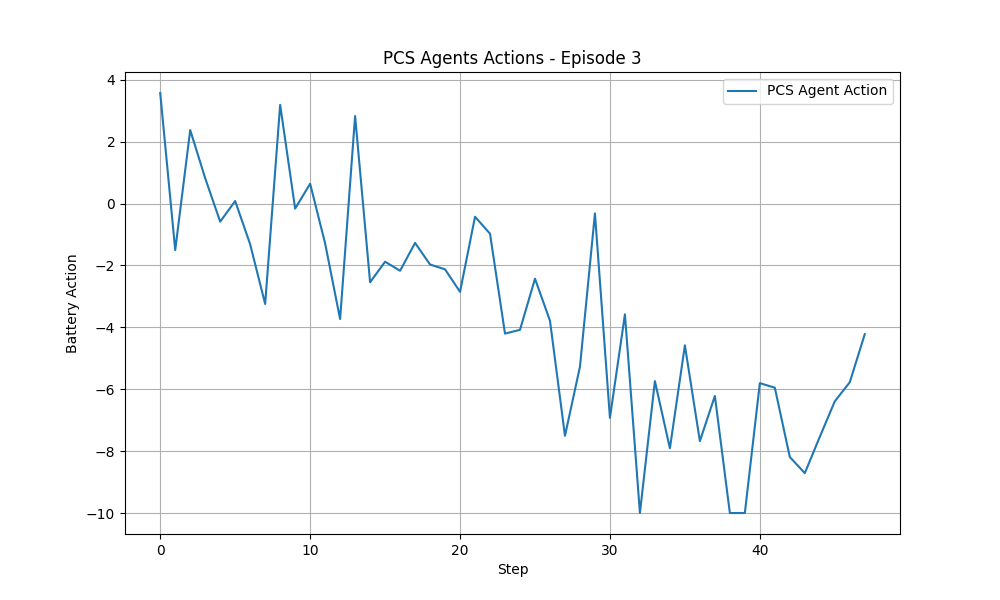 PCS Agents Actions - Episode 3
PCS Agent Action
4
2
0
−2
−4
−6
−8
−10
Battery Action
0 10 20 30 40
Step